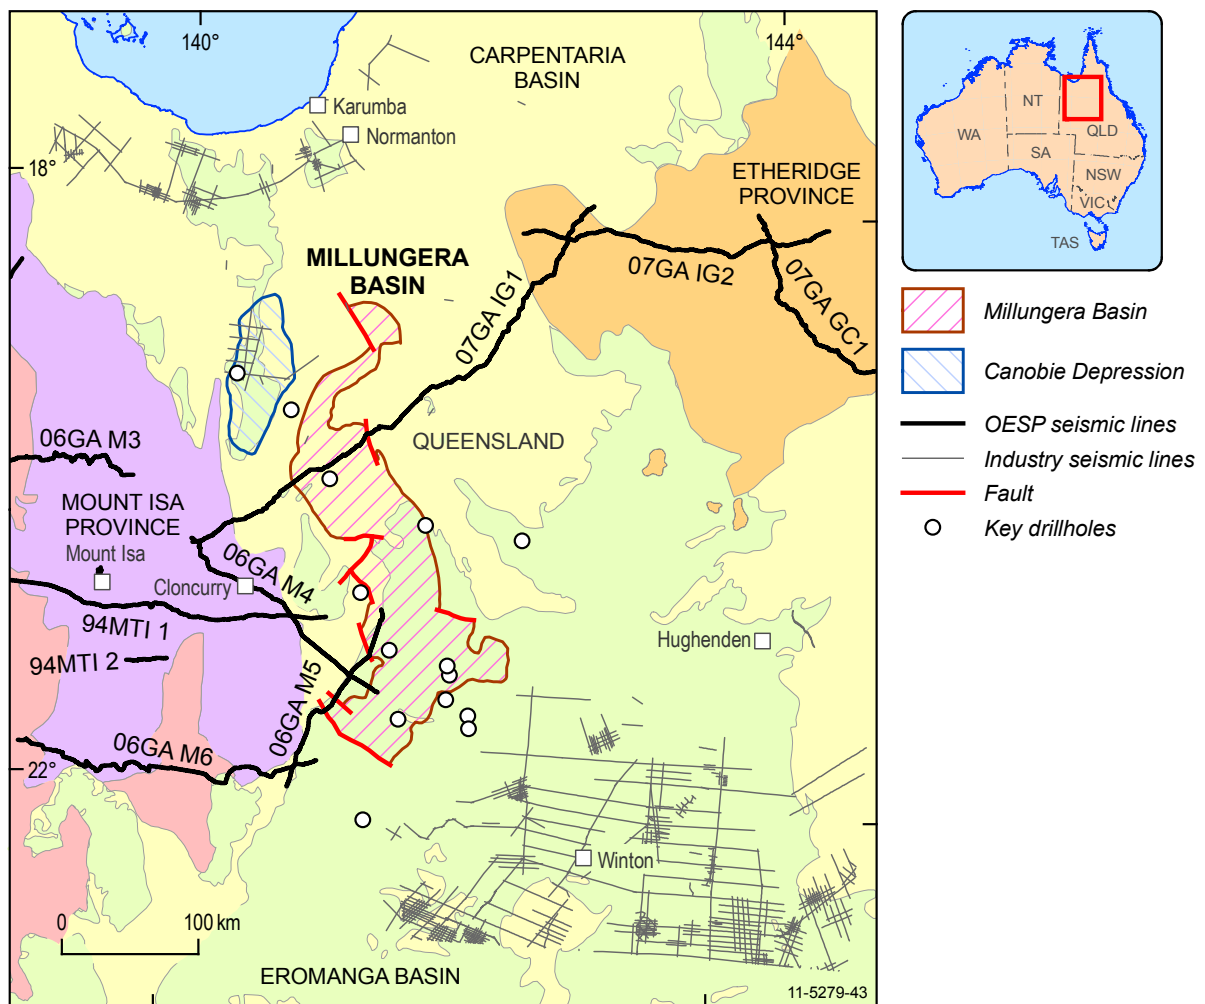 140°
144°
CARPENTARIA
BASIN
Karumba
Normanton
18°
ETHERIDGE
PROVINCE
MILLUNGERA
BASIN
07GA IG1
07GA IG2
07GA GC1
QUEENSLAND
06GA M3
MOUNT ISA
PROVINCE
Mount Isa
Cloncurry
06GA M4
94MTI 1
94MTI 2
Hughenden
06GA M5
06GA M6
22°
Winton
0
100 km
EROMANGA BASIN
11-5279-43
NT
WA
QLD
SA
NSW
VIC
TAS
Millungera Basin
Canobie Depression
OESP seismic lines
Industry seismic lines
Fault
Key drillholes